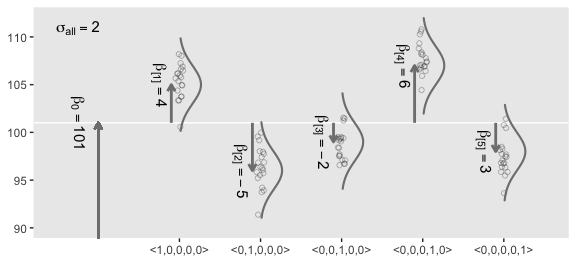 σall = 2
110
105
100
95
90
β0 = 101
β[1] = 4
β[2] = −5
β[3] = −2
β[4] = 6
β[5] = 3
<1,0,0,0,0>
<0,1,0,0,0>
<0,0,1,0,0>
<0,0,0,1,0>
<0,0,0,0,1>